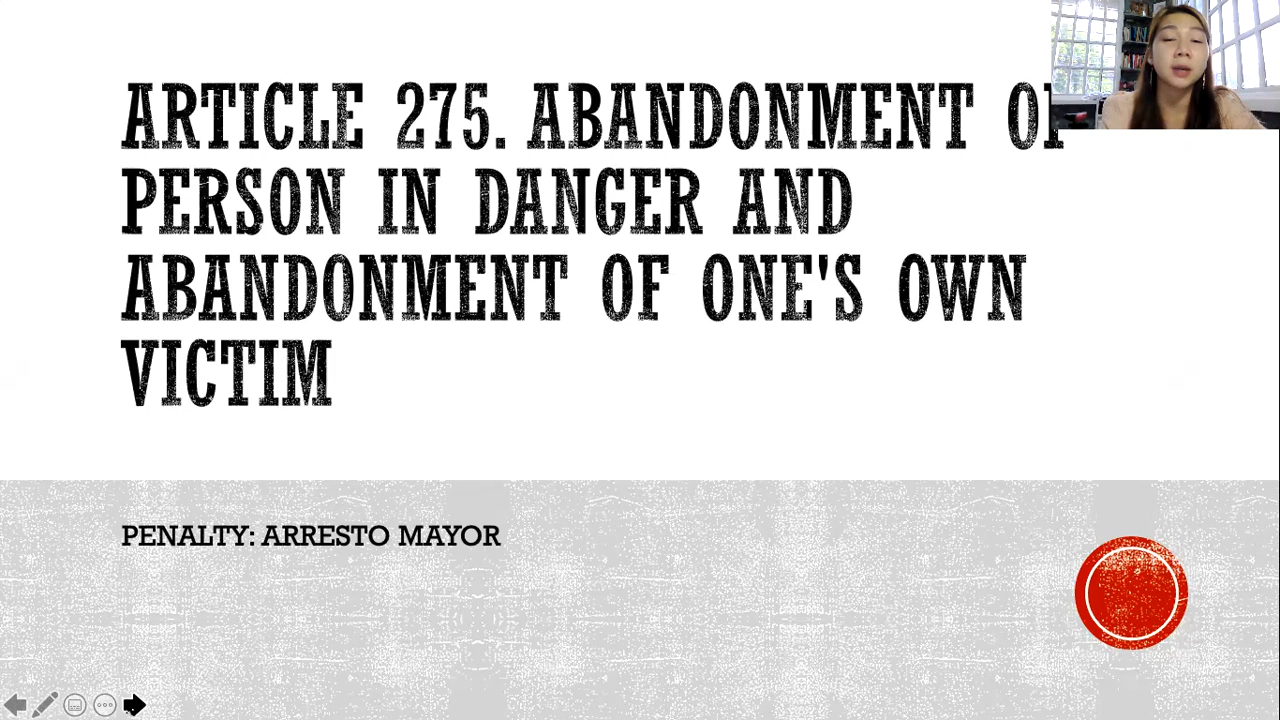 ARTICLE 275. ABANDONMENT OF
PERSON IN DANGER AND
ABANDONMENT OF ONE'S OWN
VICTIM
PENALTY: ARRESTO MAYOR